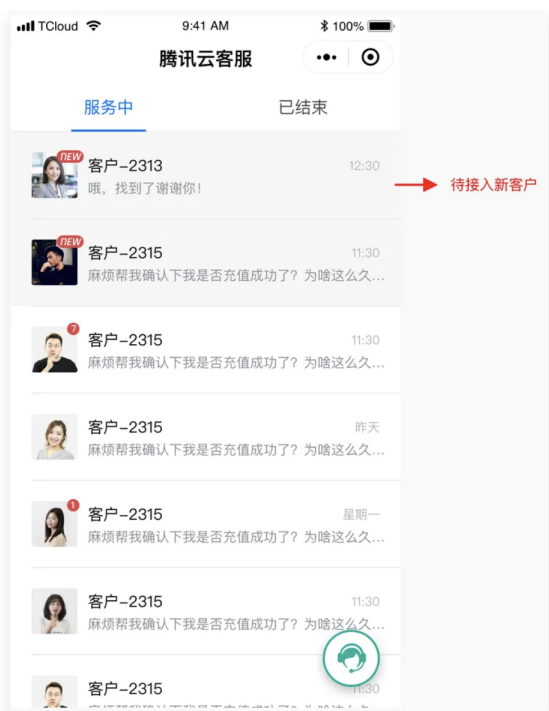 TCloud 9:41 AM 100%
腾讯云客服
服务中 已结束
NEW 客户-2313 12:30
哦，找到了谢谢你！
待接入新客户
NEW 客户-2315 11:30
麻烦帮我确认下我是否充值成功了？为啥这么久...
7 客户-2315 11:30
麻烦帮我确认下我是否充值成功了？为啥这么久...
客户-2315 昨天
麻烦帮我确认下我是否充值成功了？为啥这么久...
1 客户-2315 星期一
麻烦帮我确认下我是否充值成功了？为啥这么久...
客户-2315 11:30
麻烦帮我确认下我是否充值成功了？为啥这么久...
客户-2315 11:30